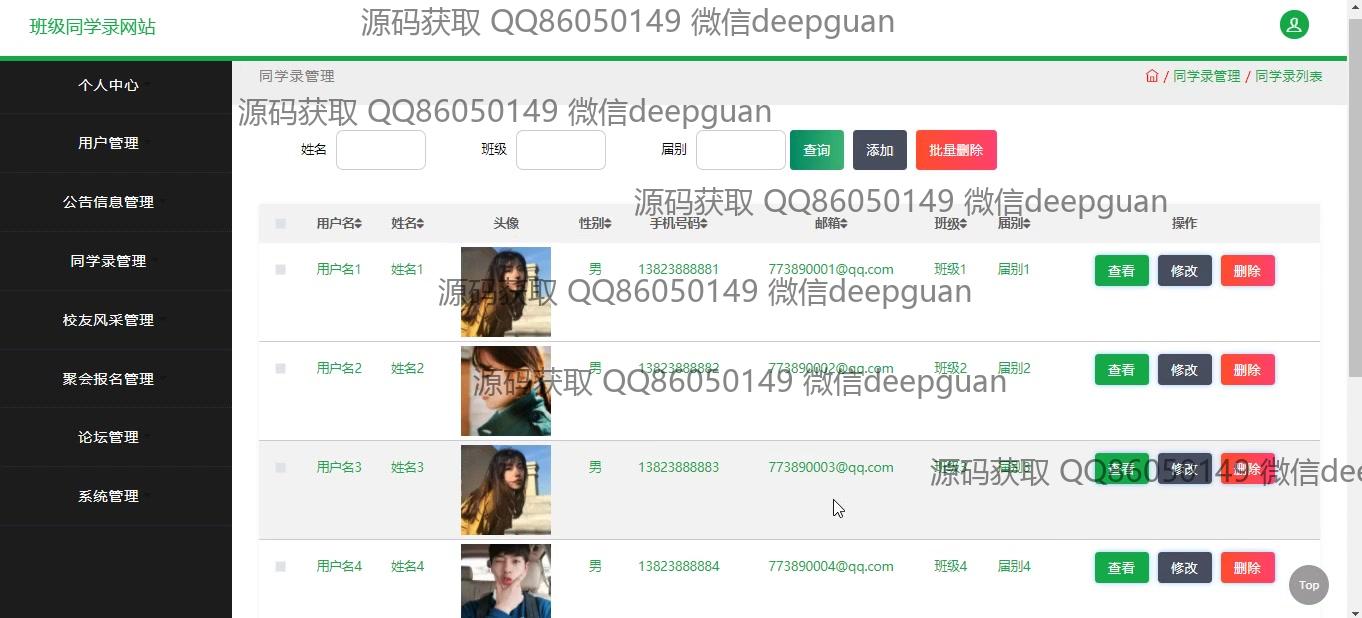 源码获取 QQ86050149 微信deepguan
班级同学录网站
个人中心
用户管理
公告信息管理
同学录管理
校友风采管理
聚会报名管理
论坛管理
系统管理
同学录管理
/ 同学录管理 / 同学录列表
源码获取 QQ86050149 微信deepguan
姓名 班级 届别 查询 添加 批量删除
源码获取 QQ86050149 微信deepguan
用户名 姓名 头像 性别 手机号码 邮箱 班级 届别 操作
用户名1 姓名1 男 13823888881 773890001@qq.com 班级1 届别1 查看 修改 删除
源码获取 QQ86050149 微信deepguan
用户名2 姓名2 男 13823888882 773890002@qq.com 班级2 届别2 查看 修改 删除
源码获取 QQ86050149 微信deepguan
用户名3 姓名3 男 13823888883 773890003@qq.com 班级3 届别3 查看 修改 删除
源码获取 QQ86050149 微信dee
用户名4 姓名4 男 13823888884 773890004@qq.com 班级4 届别4 查看 修改 删除
Top